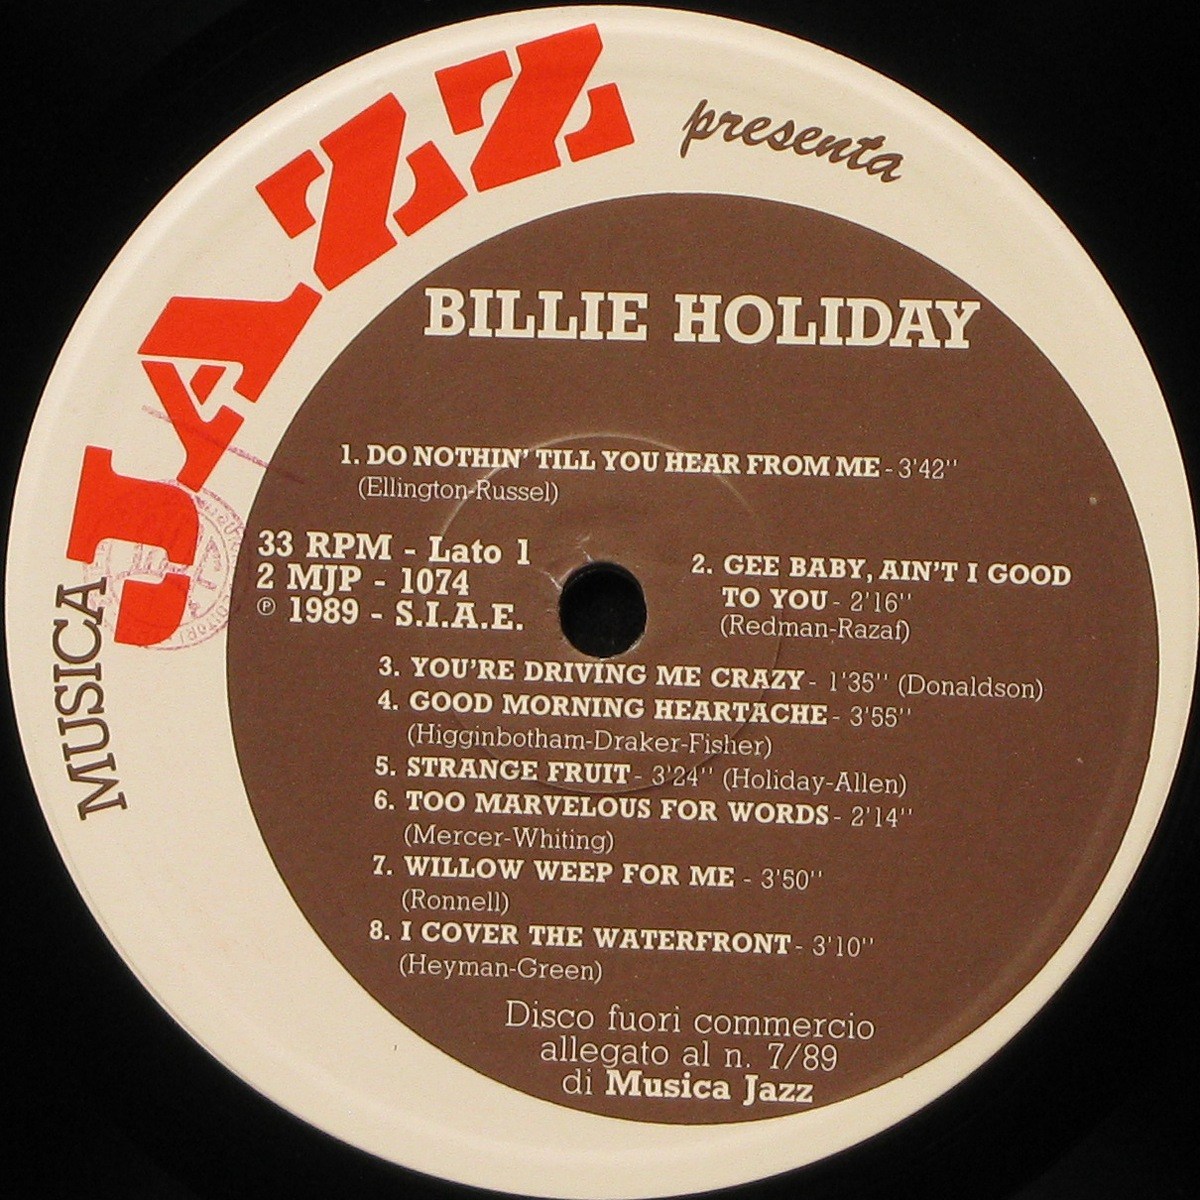 MUSICA JAZZ presenta
BILLIE HOLIDAY
1. DO NOTHIN' TILL YOU HEAR FROM ME - 3'42''
(Ellington-Russel)
33 RPM - Lato 1
2 MJP - 1074
℗ 1989 - S.I.A.E.
2. GEE BABY, AIN'T I GOOD
TO YOU - 2'16''
(Redman-Razaf)
3. YOU'RE DRIVING ME CRAZY - 1'35'' (Donaldson)
4. GOOD MORNING HEARTACHE - 3'55''
(Higginbotham-Draker-Fisher)
5. STRANGE FRUIT - 3'24'' (Holiday-Allen)
6. TOO MARVELOUS FOR WORDS - 2'14''
(Mercer-Whiting)
7. WILLOW WEEP FOR ME - 3'50''
(Ronnell)
8. I COVER THE WATERFRONT - 3'10''
(Heyman-Green)
Disco fuori commercio
allegato al n. 7/89
di Musica Jazz